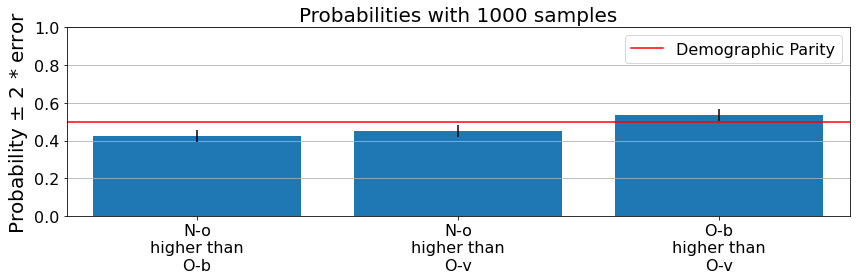 Probabilities with 1000 samples
Probability ± 2 * error
1.0
0.8
0.6
0.4
0.2
0.0
Demographic Parity
N-o
higher than
O-b
N-o
higher than
O-v
O-b
higher than
O-v